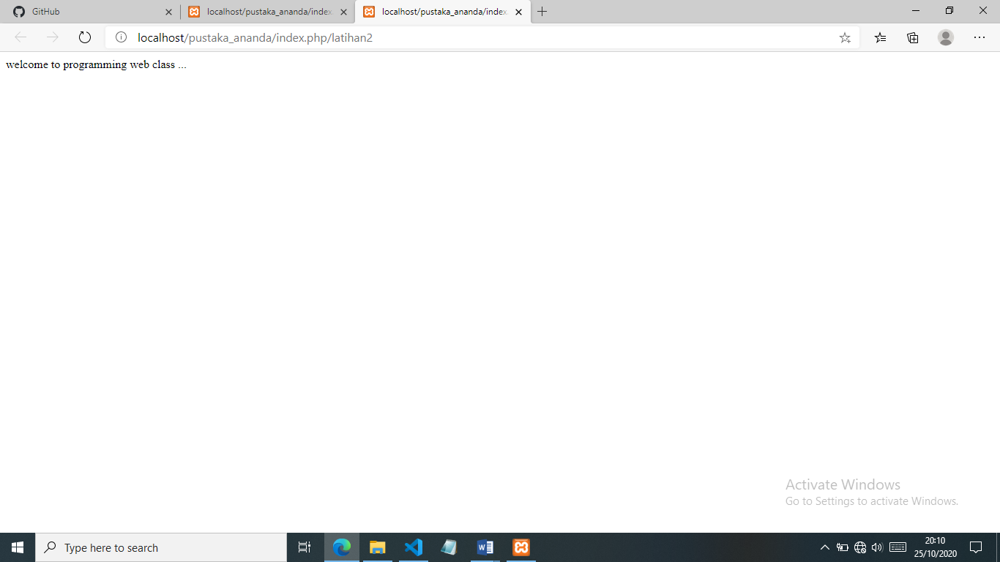 GitHub
localhost/pustaka_ananda/index.
localhost/pustaka_ananda/index.
localhost/pustaka_ananda/index.php/latihan2
welcome to programming web class ...
Activate Windows
Go to Settings to activate Windows.
Type here to search
20:10
25/10/2020